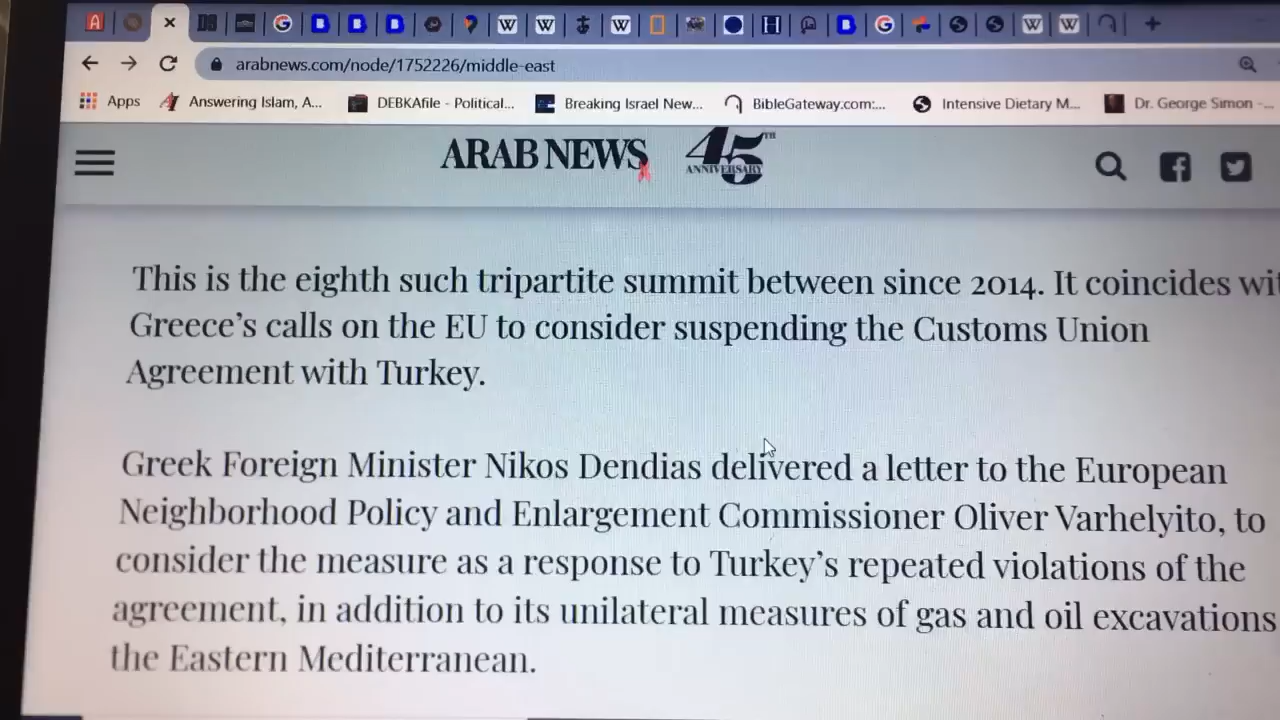 arabnews.com/node/1752226/middle-east
Apps Answering Islam, A... DEBKAfile - Political... Breaking Israel New... BibleGateway.com:... Intensive Dietary M... Dr. George Simon -...
ARAB NEWS 45TH ANNIVERSARY
This is the eighth such tripartite summit between since 2014. It coincides wit
Greece's calls on the EU to consider suspending the Customs Union
Agreement with Turkey.
Greek Foreign Minister Nikos Dendias delivered a letter to the European
Neighborhood Policy and Enlargement Commissioner Oliver Varhelyito, to
consider the measure as a response to Turkey's repeated violations of the
agreement, in addition to its unilateral measures of gas and oil excavations
the Eastern Mediterranean.